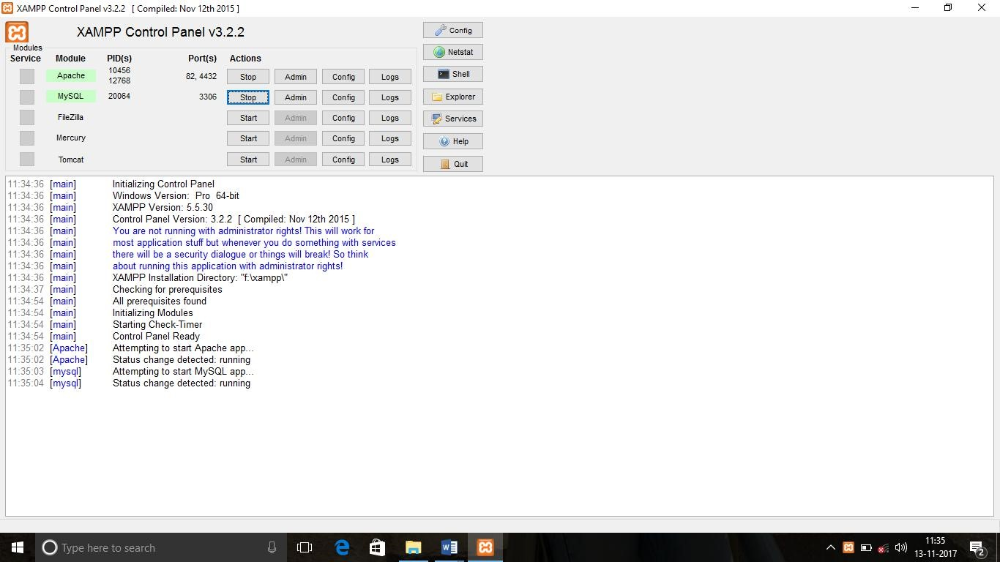 XAMPP Control Panel v3.2.2 [ Compiled: Nov 12th 2015 ]
XAMPP Control Panel v3.2.2
Config
Modules
Service Module PID(s) Port(s) Actions
Netstat
Apache 10456 12768 82, 4432 Stop Admin Config Logs
Shell
MySQL 20064 3306 Stop Admin Config Logs
Explorer
FileZilla Start Admin Config Logs
Services
Mercury Start Admin Config Logs
Help
Tomcat Start Admin Config Logs
Quit
11:34:36 [main] Initializing Control Panel
11:34:36 [main] Windows Version: Pro 64-bit
11:34:36 [main] XAMPP Version: 5.5.30
11:34:36 [main] Control Panel Version: 3.2.2 [ Compiled: Nov 12th 2015 ]
11:34:36 [main] You are not running with administrator rights! This will work for
11:34:36 [main] most application stuff but whenever you do something with services
11:34:36 [main] there will be a security dialogue or things will break! So think
11:34:36 [main] about running this application with administrator rights!
11:34:36 [main] XAMPP Installation Directory: "f:\xampp\"
11:34:37 [main] Checking for prerequisites
11:34:54 [main] All prerequisites found
11:34:54 [main] Initializing Modules
11:34:54 [main] Starting Check-Timer
11:34:54 [main] Control Panel Ready
11:35:02 [Apache] Attempting to start Apache app...
11:35:02 [Apache] Status change detected: running
11:35:03 [mysql] Attempting to start MySQL app...
11:35:04 [mysql] Status change detected: running
Type here to search
11:35
13-11-2017
2